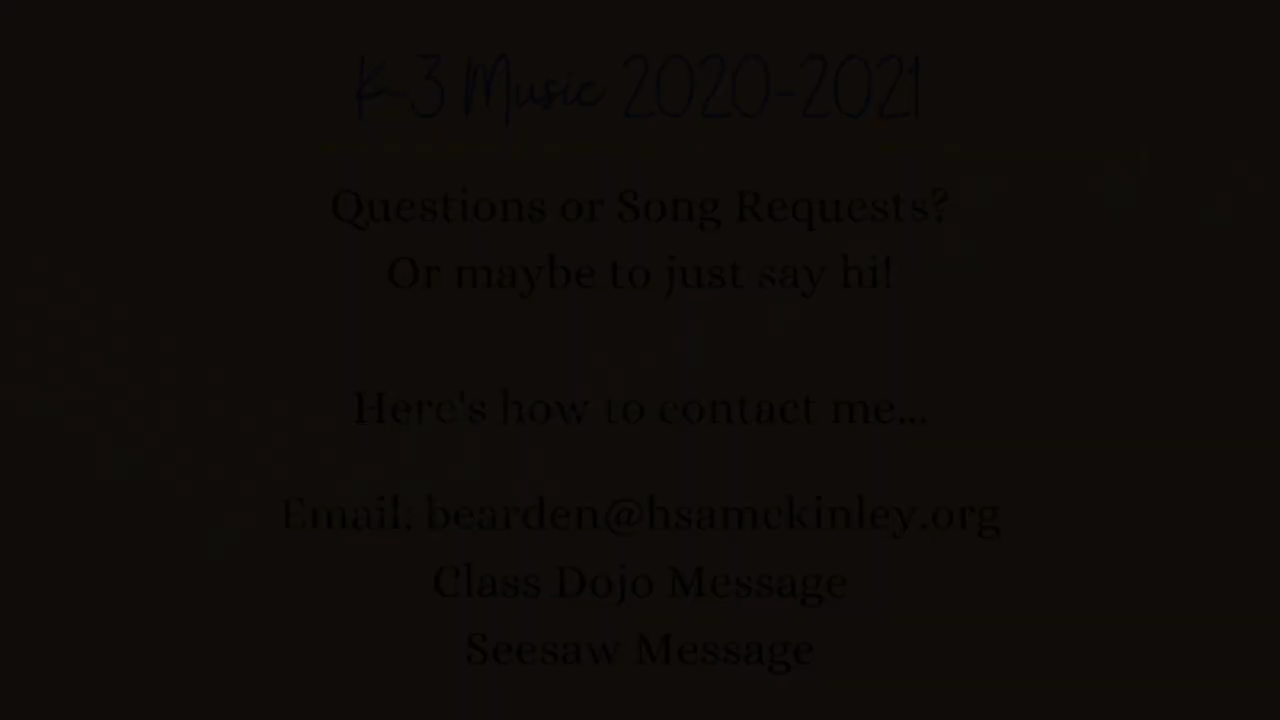 K-3 Music 2020-2021
Questions or Song Requests?
Or maybe to just say hi!
Here's how to contact me...
Email: bearden@hsamckinley.org
Class Dojo Message
Seesaw Message